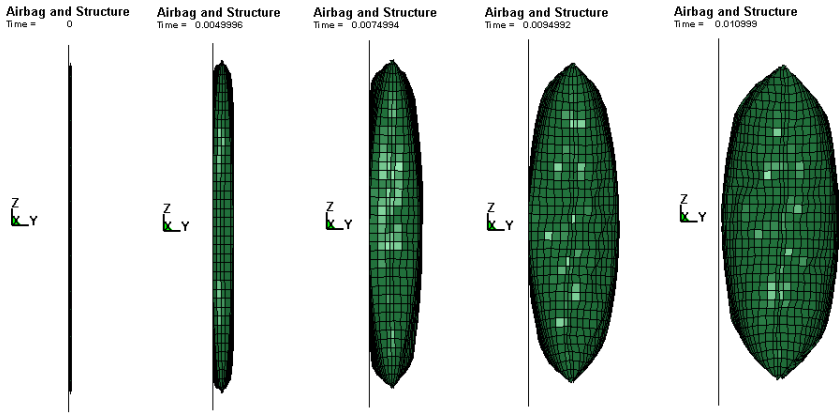 Airbag and Structure
Time = 0
Z
X Y
Airbag and Structure
Time = 0.0049996
Z
X Y
Airbag and Structure
Time = 0.0074994
Z
X Y
Airbag and Structure
Time = 0.0094992
Z
X Y
Airbag and Structure
Time = 0.010999
Z
X Y